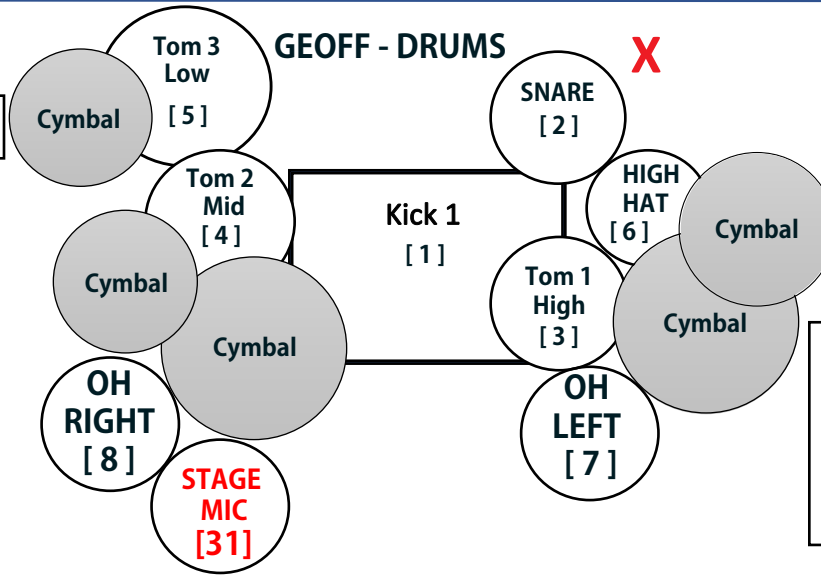 GEOFF - DRUMS
X
Tom 3
Low
[ 5 ]
Cymbal
SNARE
[ 2 ]
Tom 2
Mid
[ 4 ]
Kick 1
[ 1 ]
HIGH
HAT
[ 6 ]
Cymbal
Cymbal
Cymbal
Tom 1
High
[ 3 ]
Cymbal
OH
RIGHT
[ 8 ]
OH
LEFT
[ 7 ]
STAGE
MIC
[31]